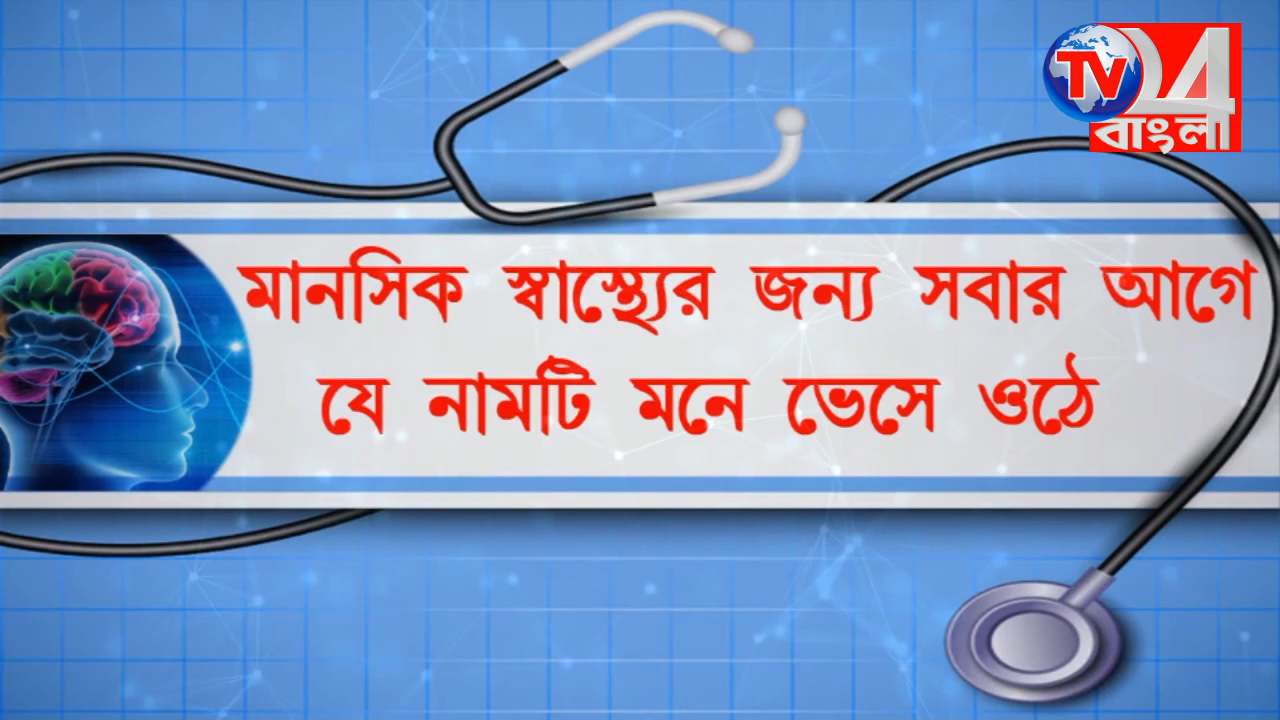 TV 24
বাংলা
মানসিক স্বাস্থ্যের জন্য সবার আগে
যে নামটি মনে ভেসে ওঠে